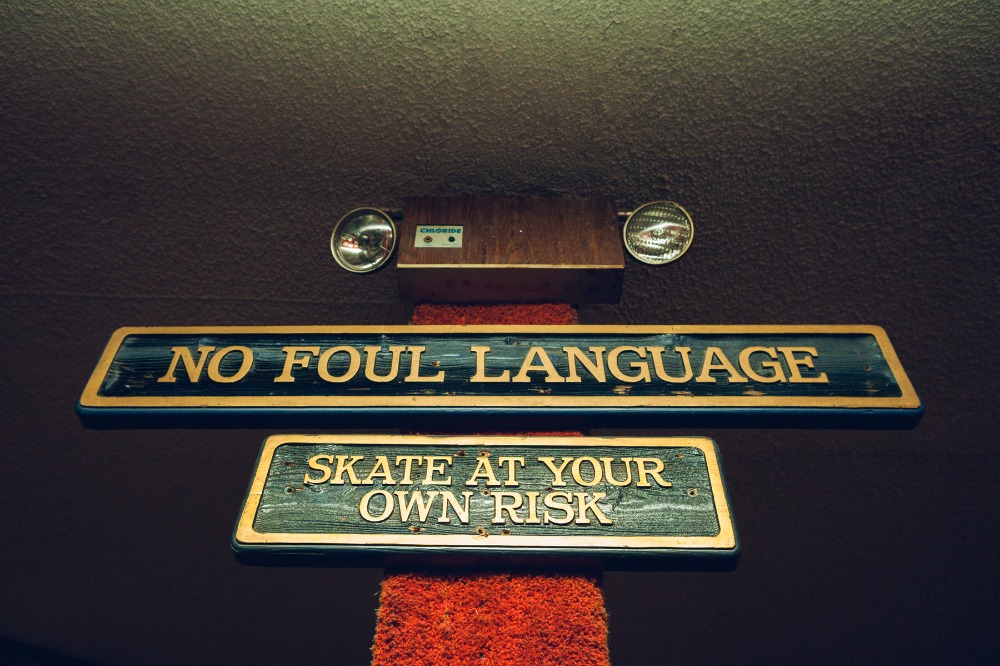 CHLORIDE
NO FOUL LANGUAGE
SKATE AT YOUR
OWN RISK